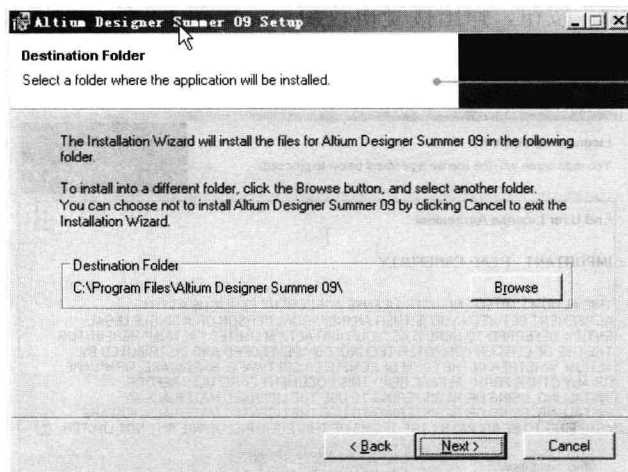 Altium Designer Summer 09 Setup
Destination Folder
Select a folder where the application will be installed.
The Installation Wizard will install the files for Altium Designer Summer 09 in the following
folder.
To install into a different folder, click the Browse button, and select another folder.
You can choose not to install Altium Designer Summer 09 by clicking Cancel to exit the
Installation Wizard.
Destination Folder
C:\Program Files\Altium Designer Summer 09\
Browse
< Back
Next >
Cancel